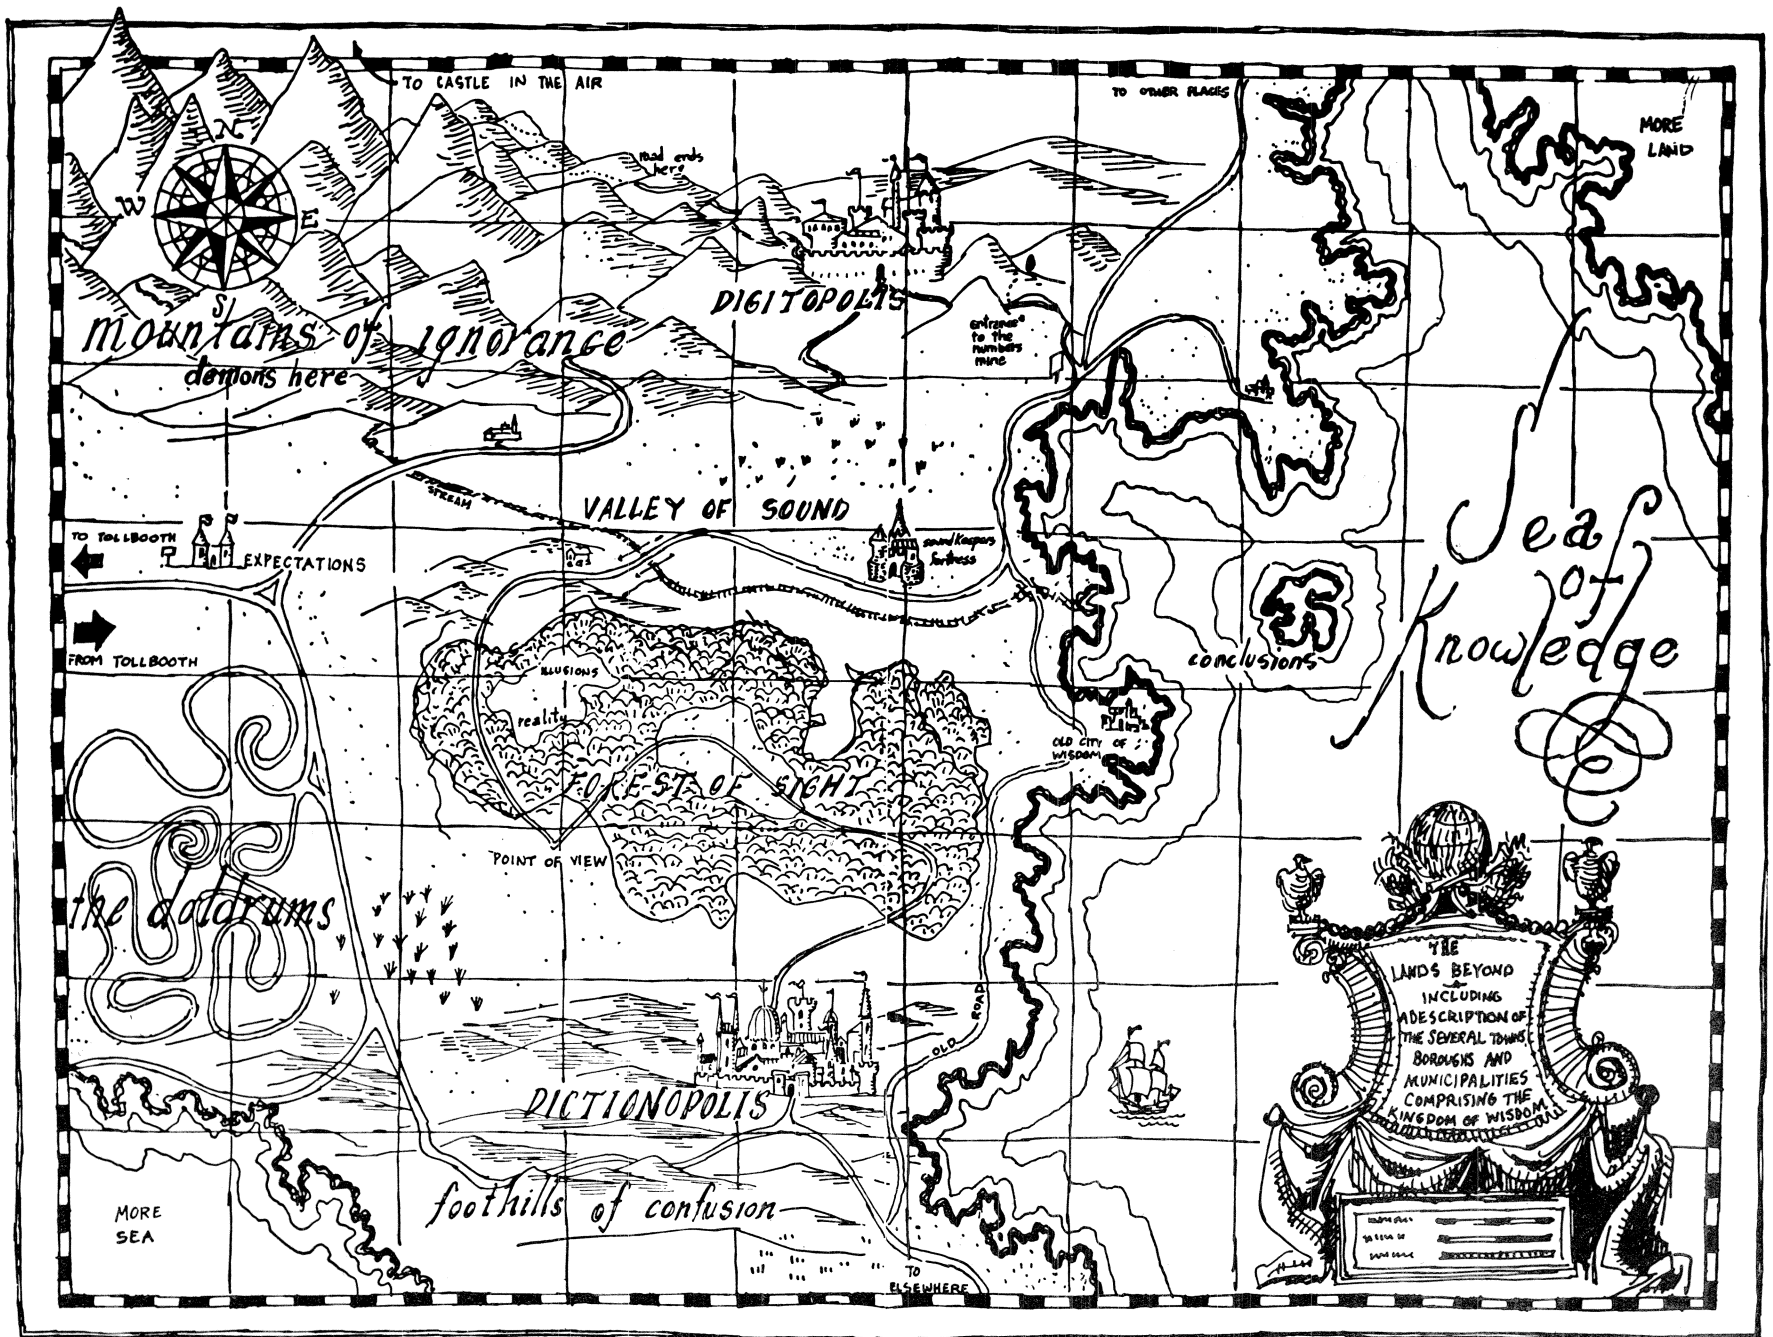 TO CASTLE IN THE AIR
TO OTHER PLACES
MORE
LAND
N
W
E
S
road ends
here
DIGITOPOLIS
entrance
to the
numbers
mine
mountains of ignorance
demons here
STREAM
VALLEY OF SOUND
soundkeepers
fortress
TO TOLLBOOTH
EXPECTATIONS
FROM TOLLBOOTH
Sea
of
Knowledge
conclusions
ILLUSIONS
reality
OLD CITY OF
WISDOM
FOREST OF SIGHT
POINT OF VIEW
the doldrums
ROAD
OLD
DICTIONOPOLIS
foothills of confusion
MORE
SEA
TO
ELSEWHERE
THE
LANDS BEYOND
INCLUDING
A DESCRIPTION OF
THE SEVERAL TOWNS
BOROUGHS AND
MUNICIPALITIES
COMPRISING THE
KINGDOM OF WISDOM